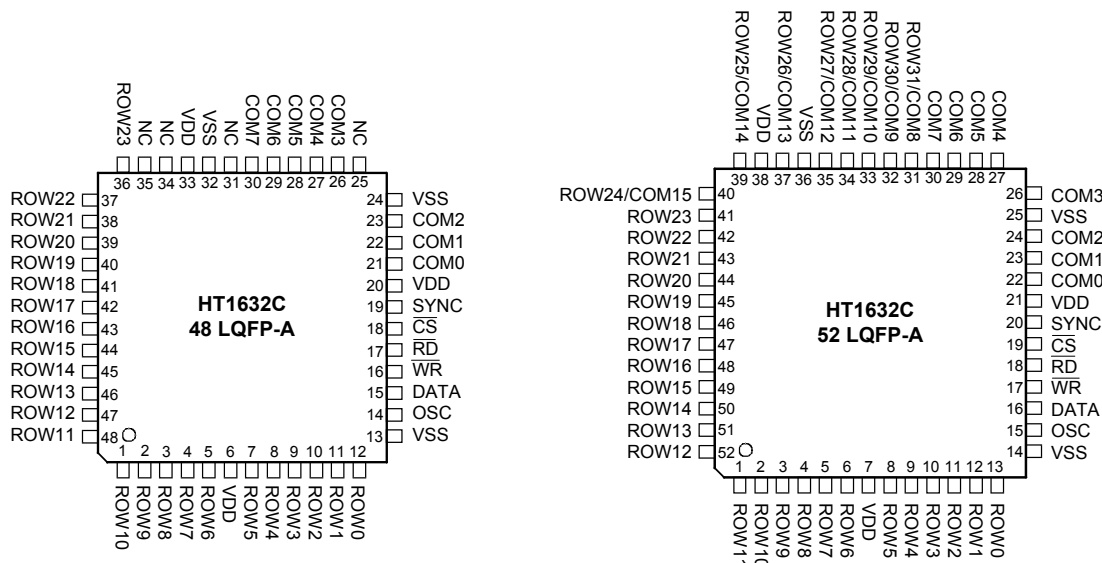 ROW23
NC
NC
VDD
VSS
NC
COM7
COM6
COM5
COM4
COM3
NC
36 35 34 33 32 31 30 29 28 27 26 25
ROW22 37
ROW21 38
ROW20 39
ROW19 40
ROW18 41
ROW17 42
ROW16 43
ROW15 44
ROW14 45
ROW13 46
ROW12 47
ROW11 48
HT1632C
48 LQFP-A
24 VSS
23 COM2
22 COM1
21 COM0
20 VDD
19 SYNC
18 CS
17 RD
16 WR
15 DATA
14 OSC
13 VSS
1 2 3 4 5 6 7 8 9 10 11 12
ROW10
ROW9
ROW8
ROW7
ROW6
VDD
ROW5
ROW4
ROW3
ROW2
ROW1
ROW0
ROW25/COM14
VDD
ROW26/COM13
VSS
ROW27/COM12
ROW28/COM11
ROW29/COM10
ROW30/COM9
ROW31/COM8
COM7
COM6
COM5
COM4
39 38 37 36 35 34 33 32 31 30 29 28 27
ROW24/COM15 40
ROW23 41
ROW22 42
ROW21 43
ROW20 44
ROW19 45
ROW18 46
ROW17 47
ROW16 48
ROW15 49
ROW14 50
ROW13 51
ROW12 52
HT1632C
52 LQFP-A
26 COM3
25 VSS
24 COM2
23 COM1
22 COM0
21 VDD
20 SYNC
19 CS
18 RD
17 WR
16 DATA
15 OSC
14 VSS
1 2 3 4 5 6 7 8 9 10 11 12 13
ROW10
ROW9
ROW8
ROW7
ROW6
VDD
ROW5
ROW4
ROW3
ROW2
ROW1
ROW0